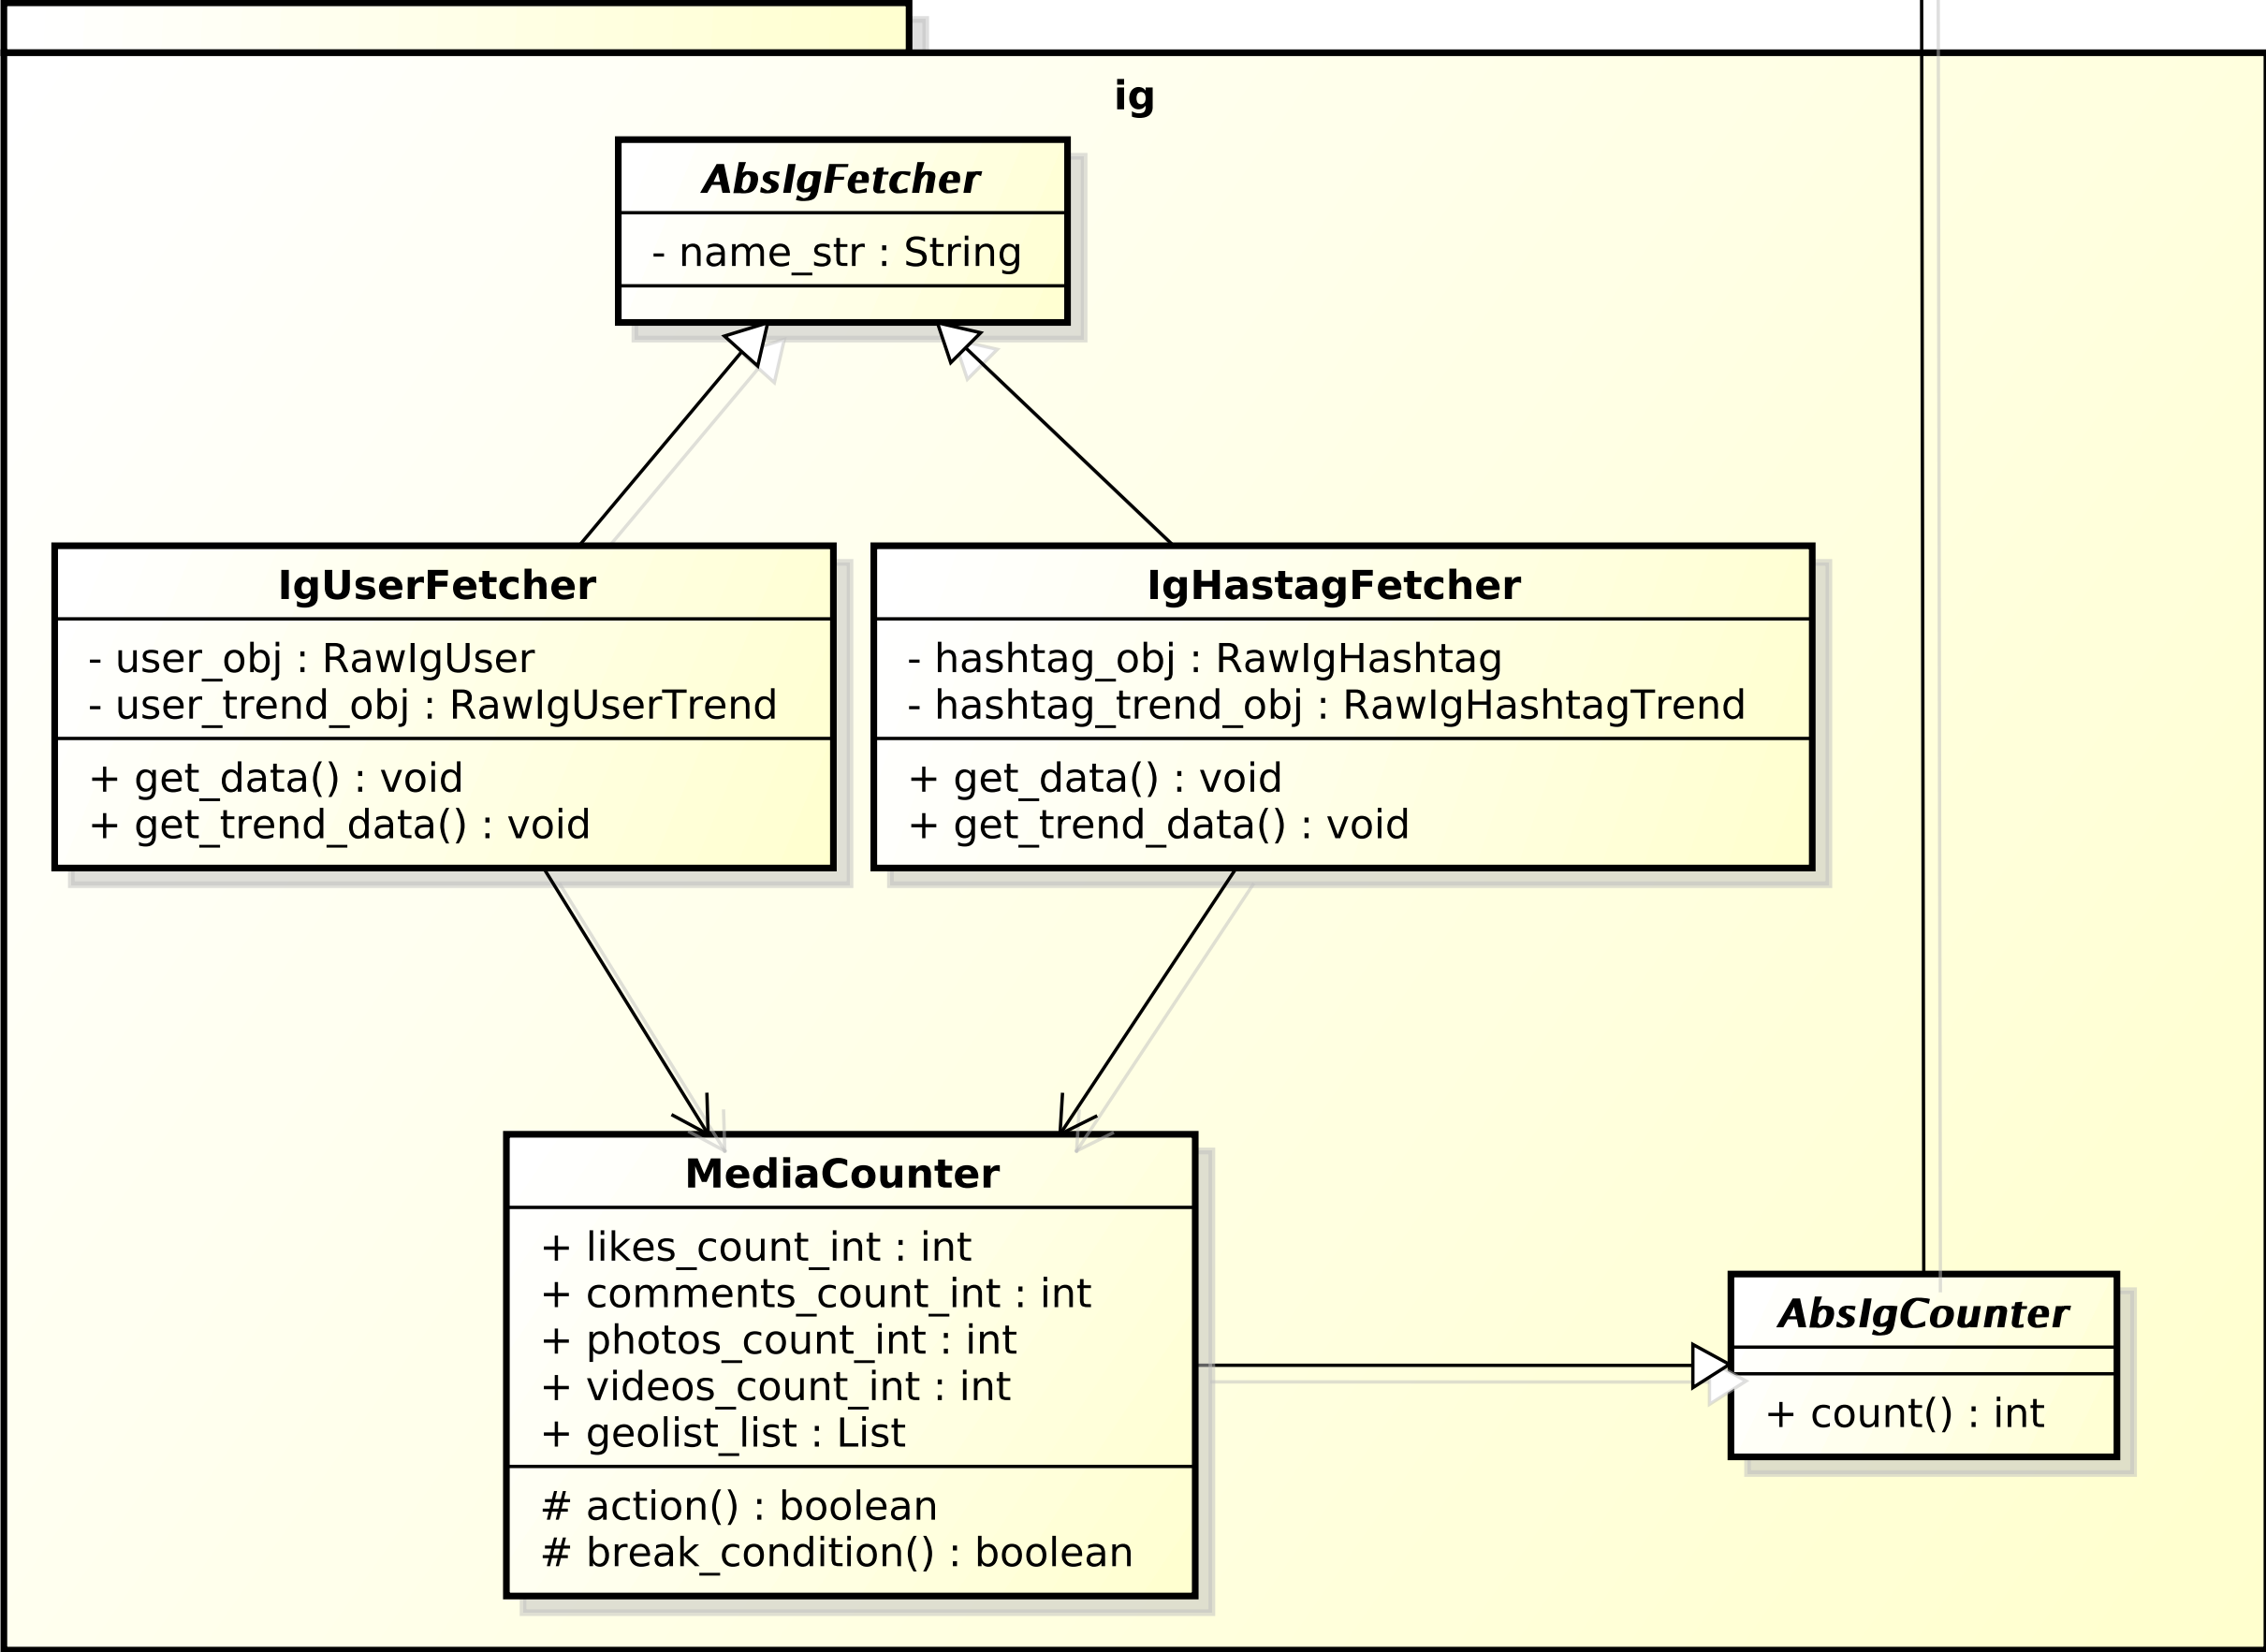 ig
AbsIgFetcher
- name_str : String
IgUserFetcher
- user_obj : RawIgUser
- user_trend_obj : RawIgUserTrend
+ get_data() : void
+ get_trend_data() : void
IgHastagFetcher
- hashtag_obj : RawIgHashtag
- hashtag_trend_obj : RawIgHashtagTrend
+ get_data() : void
+ get_trend_data() : void
MediaCounter
+ likes_count_int : int
+ comments_count_int : int
+ photos_count_int : int
+ videos_count_int : int
+ geolist_list : List
# action() : boolean
# break_condition() : boolean
AbsIgCounter
+ count() : int